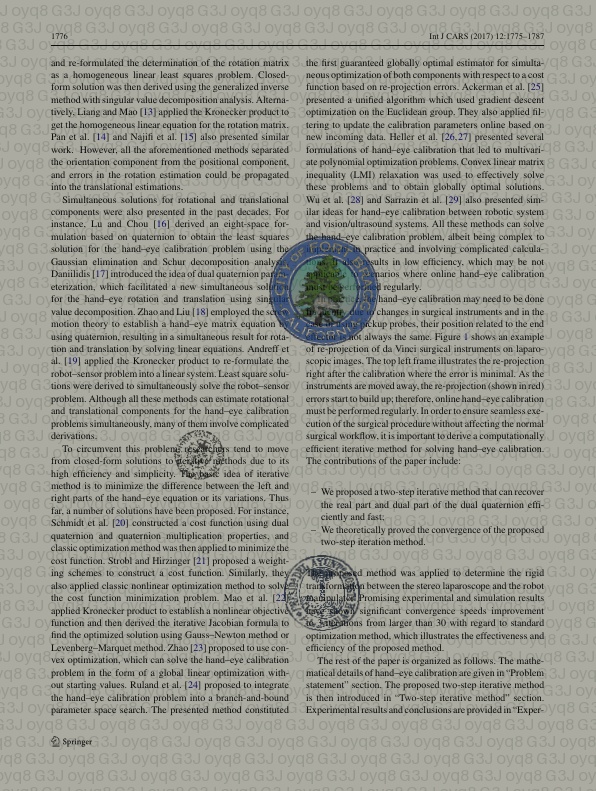 1776
Int J CARS (2017) 12:1775–1787
and re-formulated the determination of the rotation matrix
as a homogeneous linear least squares problem. Closed-
form solution was then derived using the generalized inverse
method with singular value decomposition analysis. Alterna-
tively, Liang and Mao [13] applied the Kronecker product to
get the homogeneous linear equation for the rotation matrix.
Pan et al. [14] and Najifi et al. [15] also presented similar
work. However, all the aforementioned methods separated
the orientation component from the positional component,
and errors in the rotation estimation could be propagated
into the translational estimations.
Simultaneous solutions for rotational and translational
components were also presented in the past decades. For
instance, Lu and Chou [16] derived an eight-space for-
mulation based on quaternion to obtain the least squares
solution for the hand–eye calibration problem using the
Gaussian elimination and Schur decomposition analysis.
Daniilidis [17] introduced the idea of dual quaternion param-
eterization, which facilitated a new simultaneous solution
for the hand–eye rotation and translation using singular
value decomposition. Zhao and Liu [18] employed the screw
motion theory to establish a hand–eye matrix equation by
using quaternion, resulting in a simultaneous result for rota-
tion and translation by solving linear equations. Andreff et
al. [19] applied the Kronecker product to re-formulate the
robot–sensor problem into a linear system. Least square solu-
tions were derived to simultaneously solve the robot–sensor
problem. Although all these methods can estimate rotational
and translational components for the hand–eye calibration
problems simultaneously, many of them involve complicated
derivations.
To circumvent this problem, researchers tend to move
from closed-form solutions to iterative methods due to its
high efficiency and simplicity. The basic idea of iterative
method is to minimize the difference between the left and
right parts of the hand–eye equation or its variations. Thus
far, a number of solutions have been proposed. For instance,
Schmidt et al. [20] constructed a cost function using dual
quaternion and quaternion multiplication properties, and
classic optimization method was then applied to minimize the
cost function. Strobl and Hirzinger [21] proposed a weight-
ing schemes to construct a cost function. Similarly, they
also applied classic nonlinear optimization method to solve
the cost function minimization problem. Mao et al. [22]
applied Kronecker product to establish a nonlinear objective
function and then derived the iterative Jacobian formula to
find the optimized solution using Gauss–Newton method or
Levenberg–Marquet method. Zhao [23] proposed to use con-
vex optimization, which can solve the hand–eye calibration
problem in the form of a global linear optimization with-
out starting values. Ruland et al. [24] proposed to integrate
the hand–eye calibration problem into a branch-and-bound
parameter space search. The presented method constituted
the first guaranteed globally optimal estimator for simulta-
neous optimization of both components with respect to a cost
function based on re-projection errors. Ackerman et al. [25]
presented a unified algorithm which used gradient descent
optimization on the Euclidean group. They also applied fil-
tering to update the calibration parameters online based on
new incoming data. Heller et al. [26,27] presented several
formulations of hand–eye calibration that led to multivari-
ate polynomial optimization problems. Convex linear matrix
inequality (LMI) relaxation was used to effectively solve
these problems and to obtain globally optimal solutions.
Wu et al. [28] and Sarrazin et al. [29] also presented sim-
ilar ideas for hand–eye calibration between robotic system
and vision/ultrasound systems. All these methods can solve
the hand–eye calibration problem, albeit being complex to
in practice and involving complicated calcula-
results in low efficiency, which may be not
scenarios where online hand–eye calibration
must be performed regularly.
hand–eye calibration may need to be done
due to changes in surgical instruments and in the
pickup probes, their position related to the end
effector is not always the same. Figure 1 shows an example
of re-projection of da Vinci surgical instruments on laparo-
scopic images. The top left frame illustrates the re-projection
right after the calibration where the error is minimal. As the
instruments are moved away, the re-projection (shown in red)
errors start to build up; therefore, online hand–eye calibration
must be performed regularly. In order to ensure seamless exe-
cution of the surgical procedure without affecting the normal
surgical workflow, it is important to derive a computationally
efficient iterative method for solving hand–eye calibration.
The contributions of the paper include:
– We proposed a two-step iterative method that can recover
the real part and dual part of the dual quaternion effi-
ciently and fast;
– We theoretically proved the convergence of the proposed
two-step iteration method.
The proposed method was applied to determine the rigid
transformation between the stereo laparoscope and the robot
manipulator. Promising experimental and simulation results
have shown significant convergence speeds improvement
iterations from larger than 30 with regard to standard
optimization method, which illustrates the effectiveness and
efficiency of the proposed method.
The rest of the paper is organized as follows. The mathe-
matical details of hand–eye calibration are given in “Problem
statement” section. The proposed two-step iterative method
is then introduced in “Two-step iterative method” section.
Experimental results and conclusions are provided in “Exper-
Springer